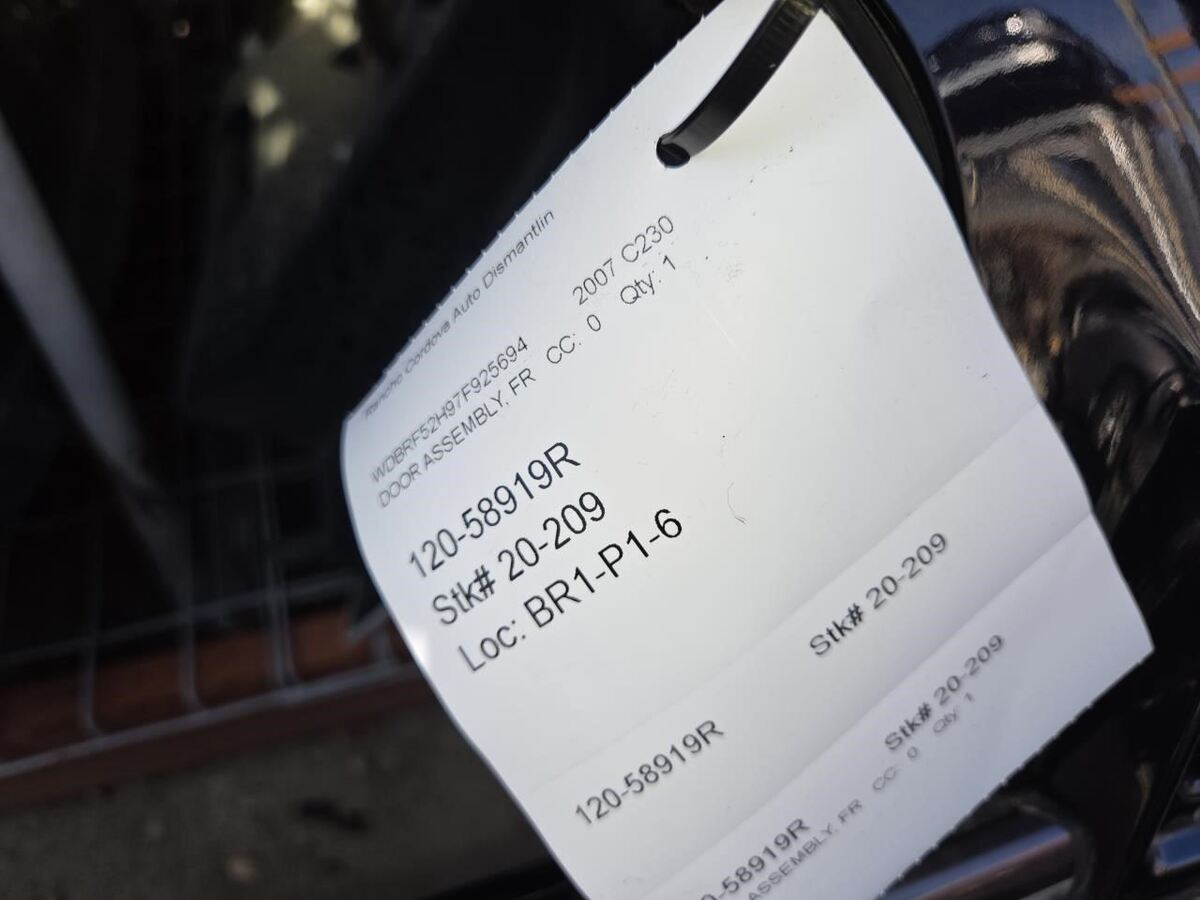 Rancho Cordova Auto Dismantlin
WDBRF52H97F925694 2007 C230
DOOR ASSEMBLY, FR CC: 0 Qty: 1
120-58919R
Stk# 20-209
Loc: BR1-P1-6
120-58919R Stk# 20-209
0-58919R Stk# 20-209
ASSEMBLY, FR CC: 0 Qty: 1